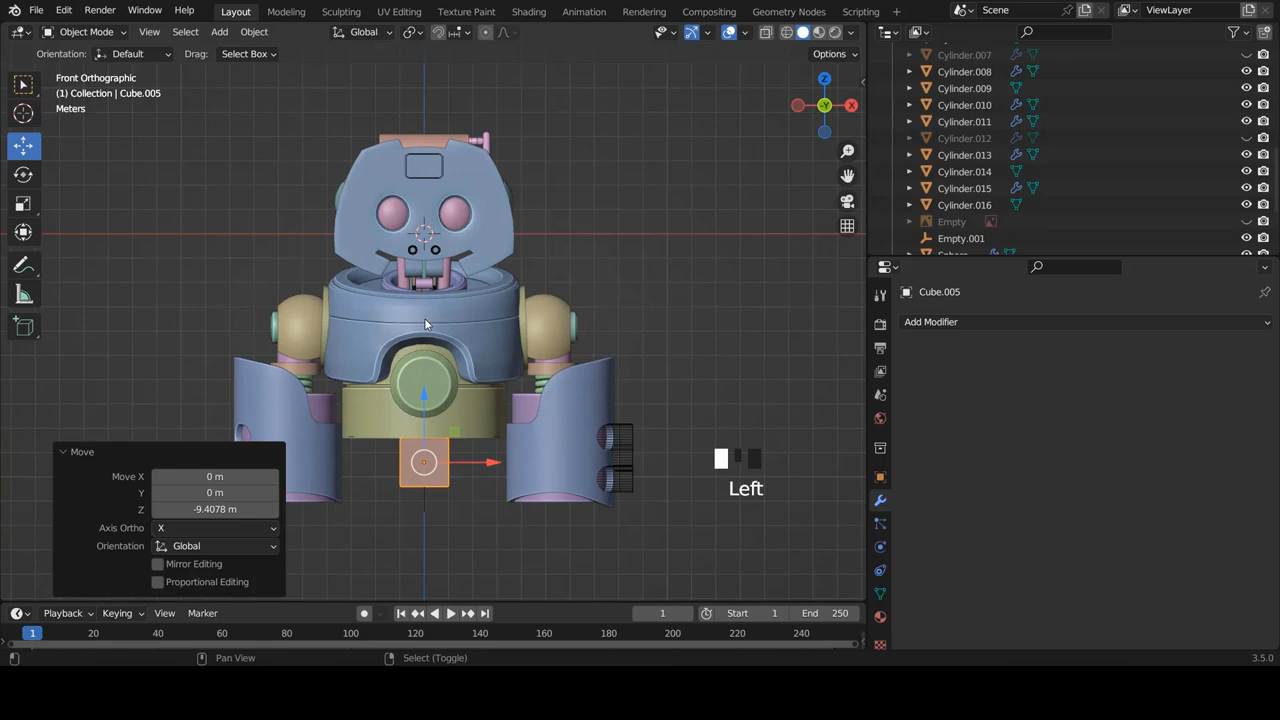 File Edit Render Window Help Layout Modeling Sculpting UV Editing Texture Paint Shading Animation Rendering Compositing Geometry Nodes Scripting + Scene ViewLayer
Object Mode View Select Add Object Global
Orientation: Default Drag: Select Box Options
Front Orthographic
(1) Collection | Cube.005
Meters
Z
X
-Y
Cylinder.007
Cylinder.008
Cylinder.009
Cylinder.010
Cylinder.011
Cylinder.012
Cylinder.013
Cylinder.014
Cylinder.015
Cylinder.016
Empty
Empty.001
Cube.005
Add Modifier
Move
Move X 0 m
Y 0 m
Z -9.4078 m
Axis Ortho X
Orientation Global
Mirror Editing
Proportional Editing
Left
Playback Keying View Marker 1 Start 1 End 250
1 20 40 60 80 100 120 140 160 180 200 220 240
Pan View Select (Toggle) 3.5.0